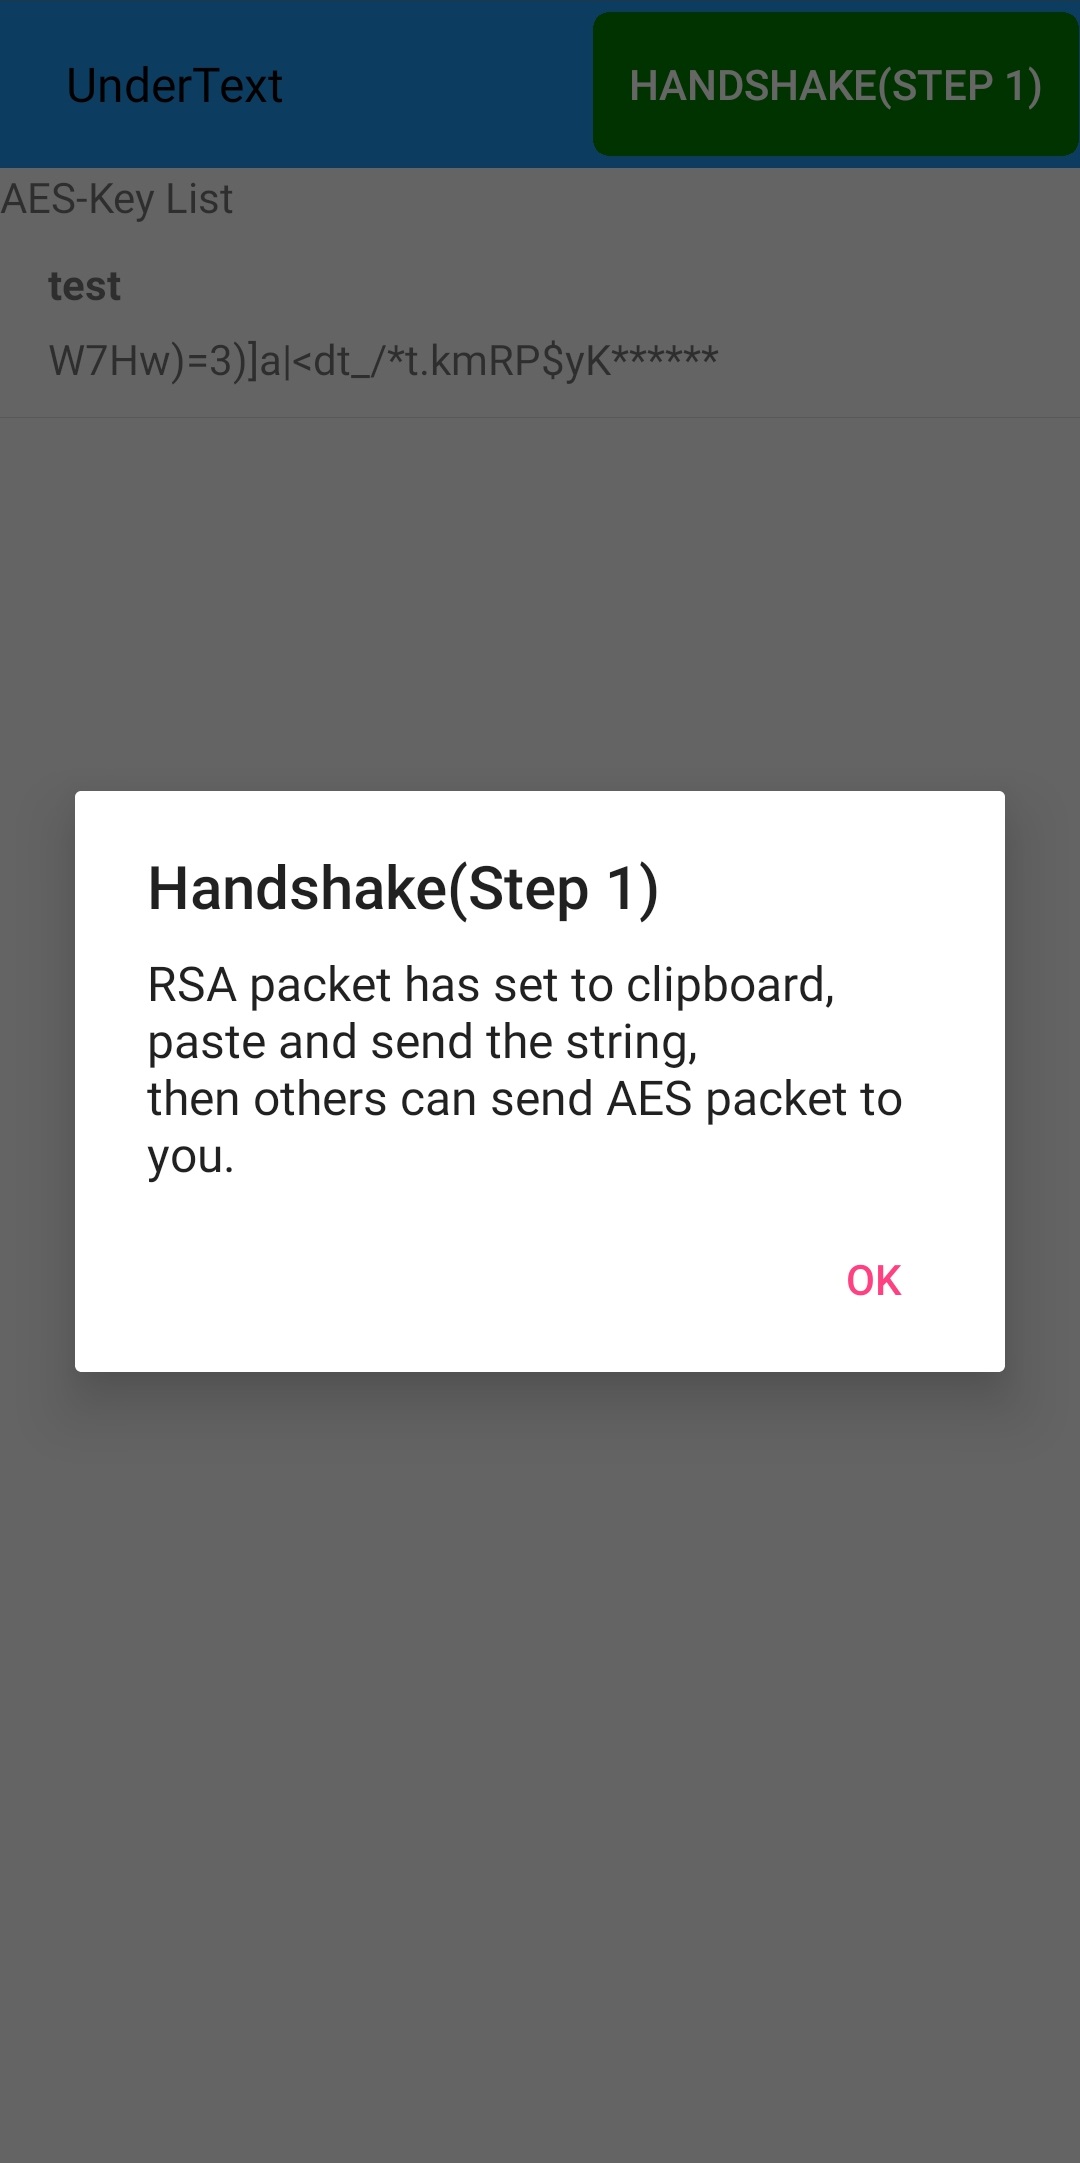 UnderText
HANDSHAKE(STEP 1)
AES-Key List
test
W7Hw)=3)]a|<dt_/*t.kmRP$yK******
Handshake(Step 1)
RSA packet has set to clipboard,
paste and send the string,
then others can send AES packet to
you.
OK